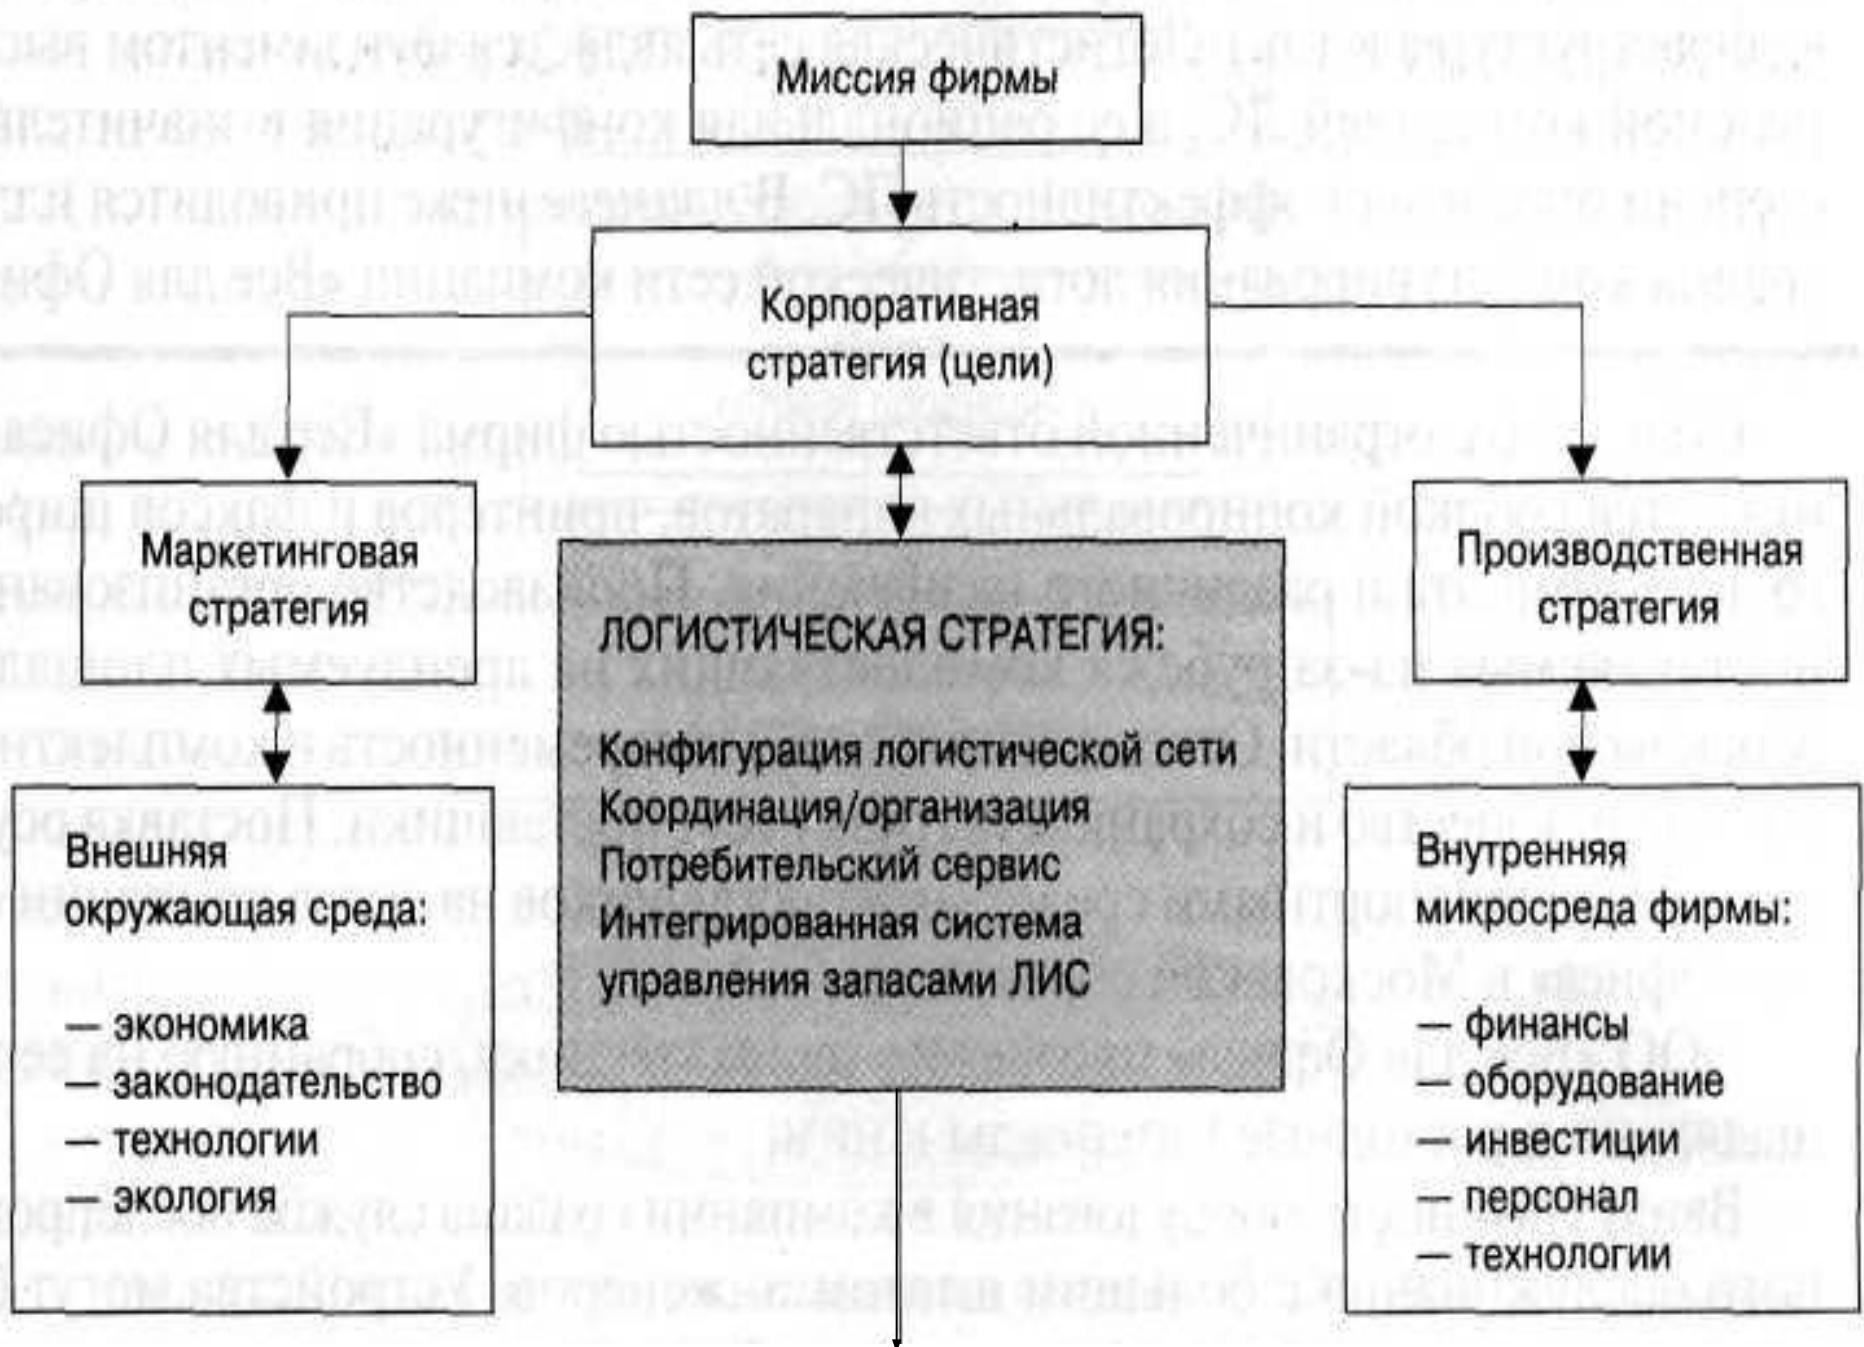 Миссия фирмы
Корпоративная
стратегия (цели)
Маркетинговая
стратегия
ЛОГИСТИЧЕСКАЯ СТРАТЕГИЯ:
Конфигурация логистической сети
Координация/организация
Потребительский сервис
Интегрированная система
управления запасами ЛИС
Производственная
стратегия
Внешняя
окружающая среда:
— экономика
— законодательство
— технологии
— экология
Внутренняя
микросреда фирмы:
— финансы
— оборудование
— инвестиции
— персонал
— технологии